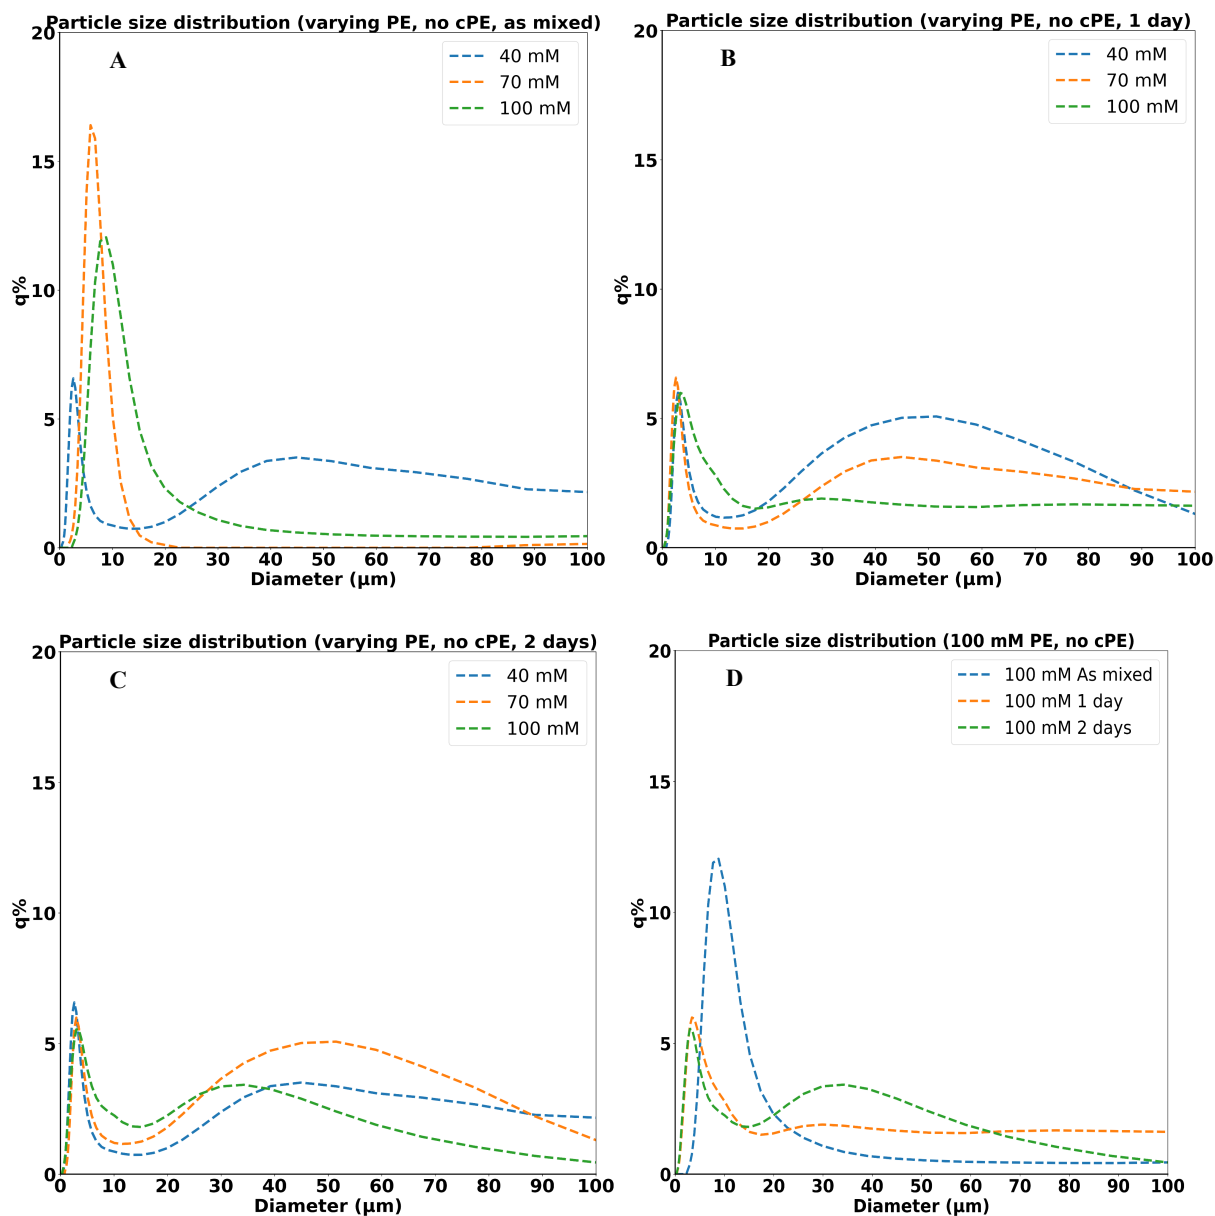 Particle size distribution (varying PE, no cPE, as mixed)
A
40 mM
70 mM
100 mM
q%
20
15
10
5
0
0 10 20 30 40 50 60 70 80 90 100
Diameter (μm)
Particle size distribution (varying PE, no cPE, 1 day)
B
40 mM
70 mM
100 mM
q%
20
15
10
5
0
0 10 20 30 40 50 60 70 80 90 100
Diameter (μm)
Particle size distribution (varying PE, no cPE, 2 days)
C
40 mM
70 mM
100 mM
q%
20
15
10
5
0
0 10 20 30 40 50 60 70 80 90 100
Diameter (μm)
Particle size distribution (100 mM PE, no cPE)
D
100 mM As mixed
100 mM 1 day
100 mM 2 days
q%
20
15
10
5
0
0 10 20 30 40 50 60 70 80 90 100
Diameter (μm)